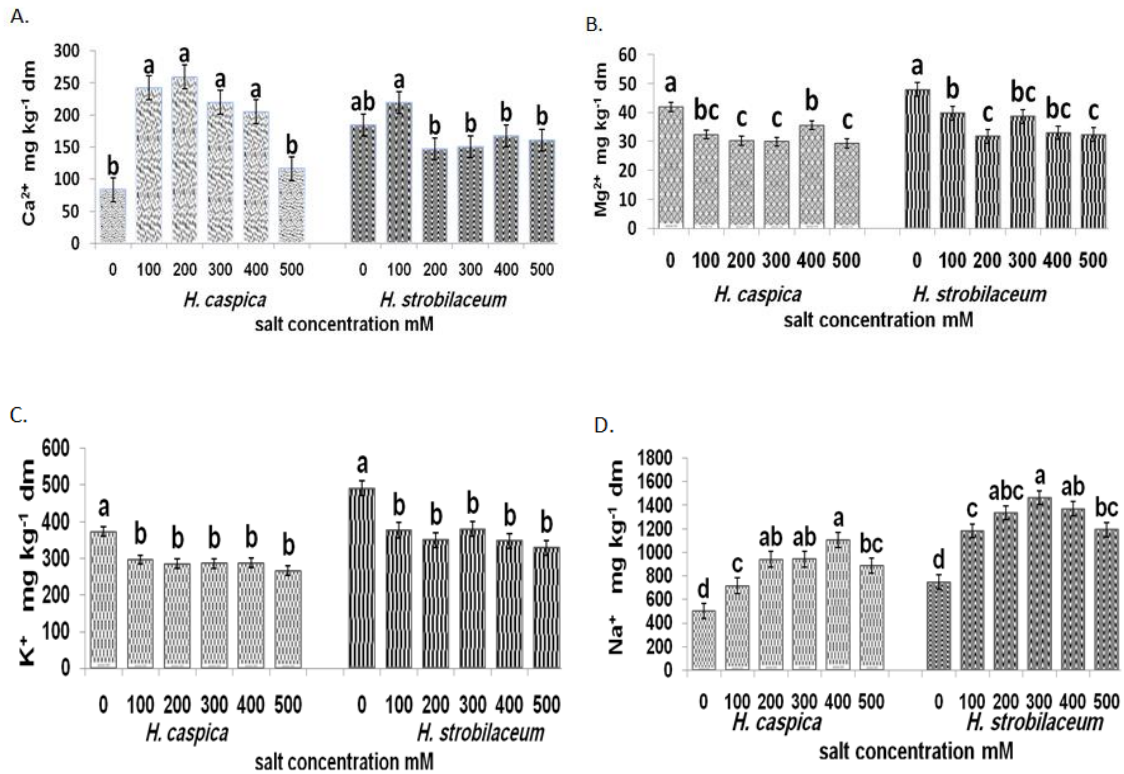 A.
Ca²⁺ mg kg⁻¹ dm
300
250
200
150
100
50
0
b a a a a b ab a b b b b
0 100 200 300 400 500 0 100 200 300 400 500
H. caspica H. strobilaceum
salt concentration mM
B.
Mg²⁺ mg kg⁻¹ dm
60
50
40
30
20
10
0
a bc c c b c a b c bc bc c
0 100 200 300 400 500 0 100 200 300 400 500
H. caspica H. strobilaceum
salt concentration mM
C.
K⁺ mg kg⁻¹ dm
600
500
400
300
200
100
0
a b b b b b a b b b b b
0 100 200 300 400 500 0 100 200 300 400 500
H. caspica H. strobilaceum
salt concentration mM
D.
Na⁺ mg kg⁻¹ dm
1800
1600
1400
1200
1000
800
600
400
200
0
d c ab ab a bc d c abc a ab bc
0 100 200 300 400 500 0 100 200 300 400 500
H. caspica H. strobilaceum
salt concentration mM